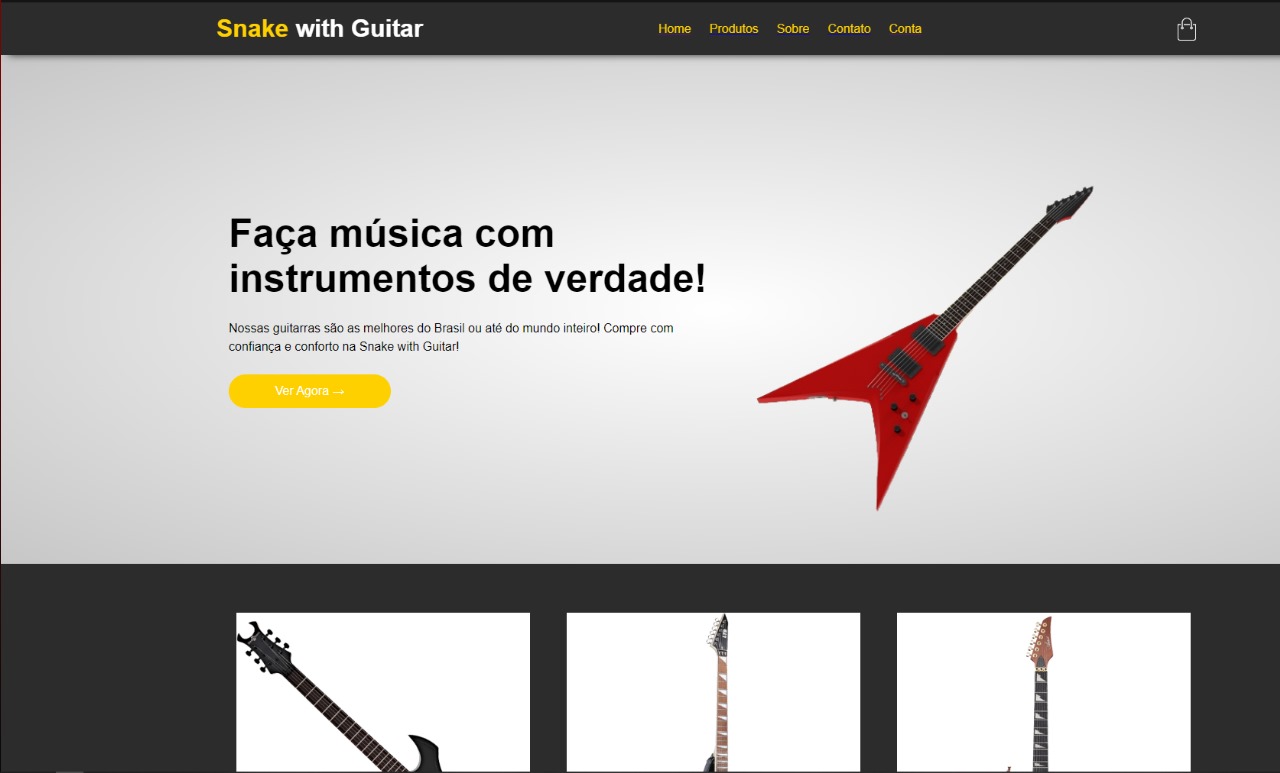 Snake with Guitar
Home Produtos Sobre Contato Conta
Faça música com
instrumentos de verdade!
Nossas guitarras são as melhores do Brasil ou até do mundo inteiro! Compre com
confiança e conforto na Snake with Guitar!
Ver Agora →